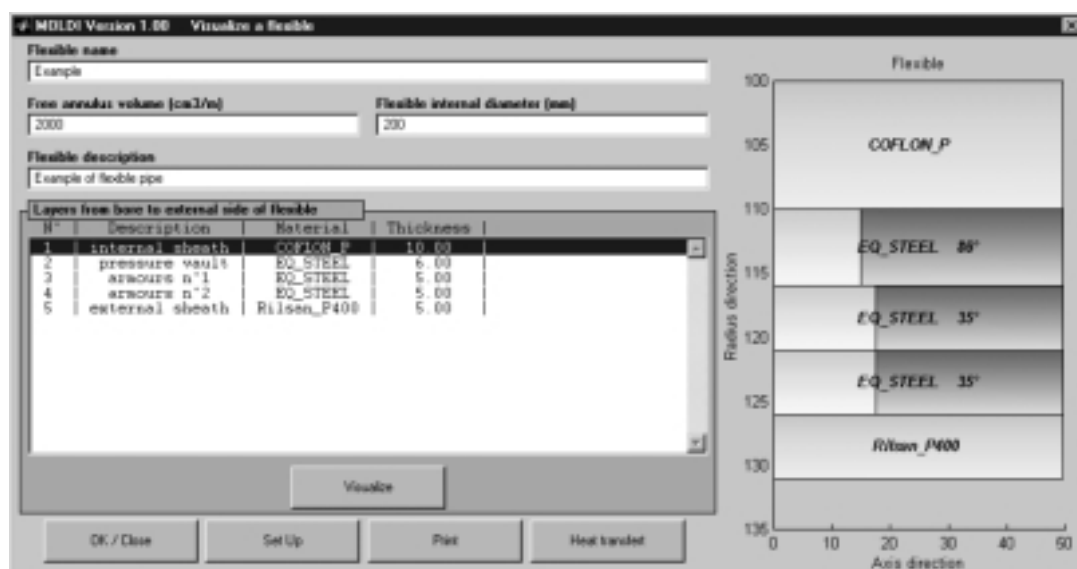 MOLDI Version 1.00 Visualize a flexible
Flexible name
Example
Free annulus volume (cm3/m) Flexible internal diameter (mm)
2000 200
Flexible description
Example of flexible pipe
Layers from bore to external side of flexible
N° | Description | Material | Thickness |
1 | internal sheath | COFLON_P | 10.00 |
2 | pressure vault | EQ_STEEL | 6.00 |
3 | armours n°1 | EQ_STEEL | 5.00 |
4 | armours n°2 | EQ_STEEL | 5.00 |
5 | external sheath | Rilsan_P400 | 5.00 |
Visualize
OK / Close Set Up Print Heat transfert
Flexible
100
COFLON_P
105
110
EQ_STEEL 86°
115
EQ_STEEL 35°
120
EQ_STEEL 35°
125
Rilsan_P400
130
135
Radius direction
0 10 20 30 40 50
Axis direction